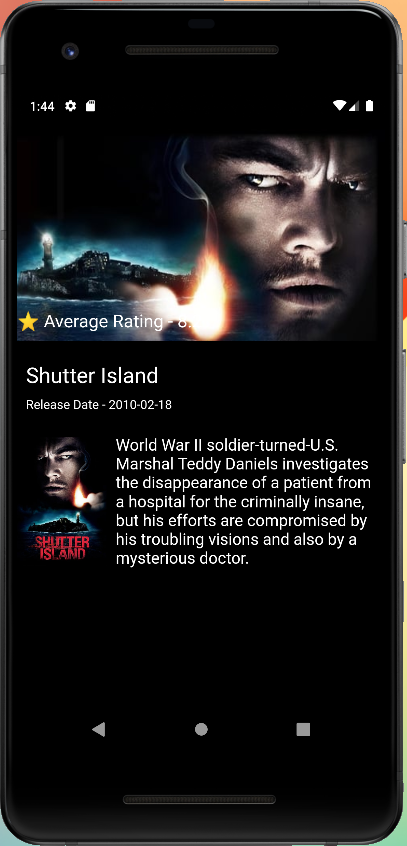 1:44
Average Rating - 8.
Shutter Island
Release Date - 2010-02-18
World War II soldier-turned-U.S.
Marshal Teddy Daniels investigates
the disappearance of a patient from
a hospital for the criminally insane,
but his efforts are compromised by
his troubling visions and also by a
mysterious doctor.
SHUTTER
ISLAND